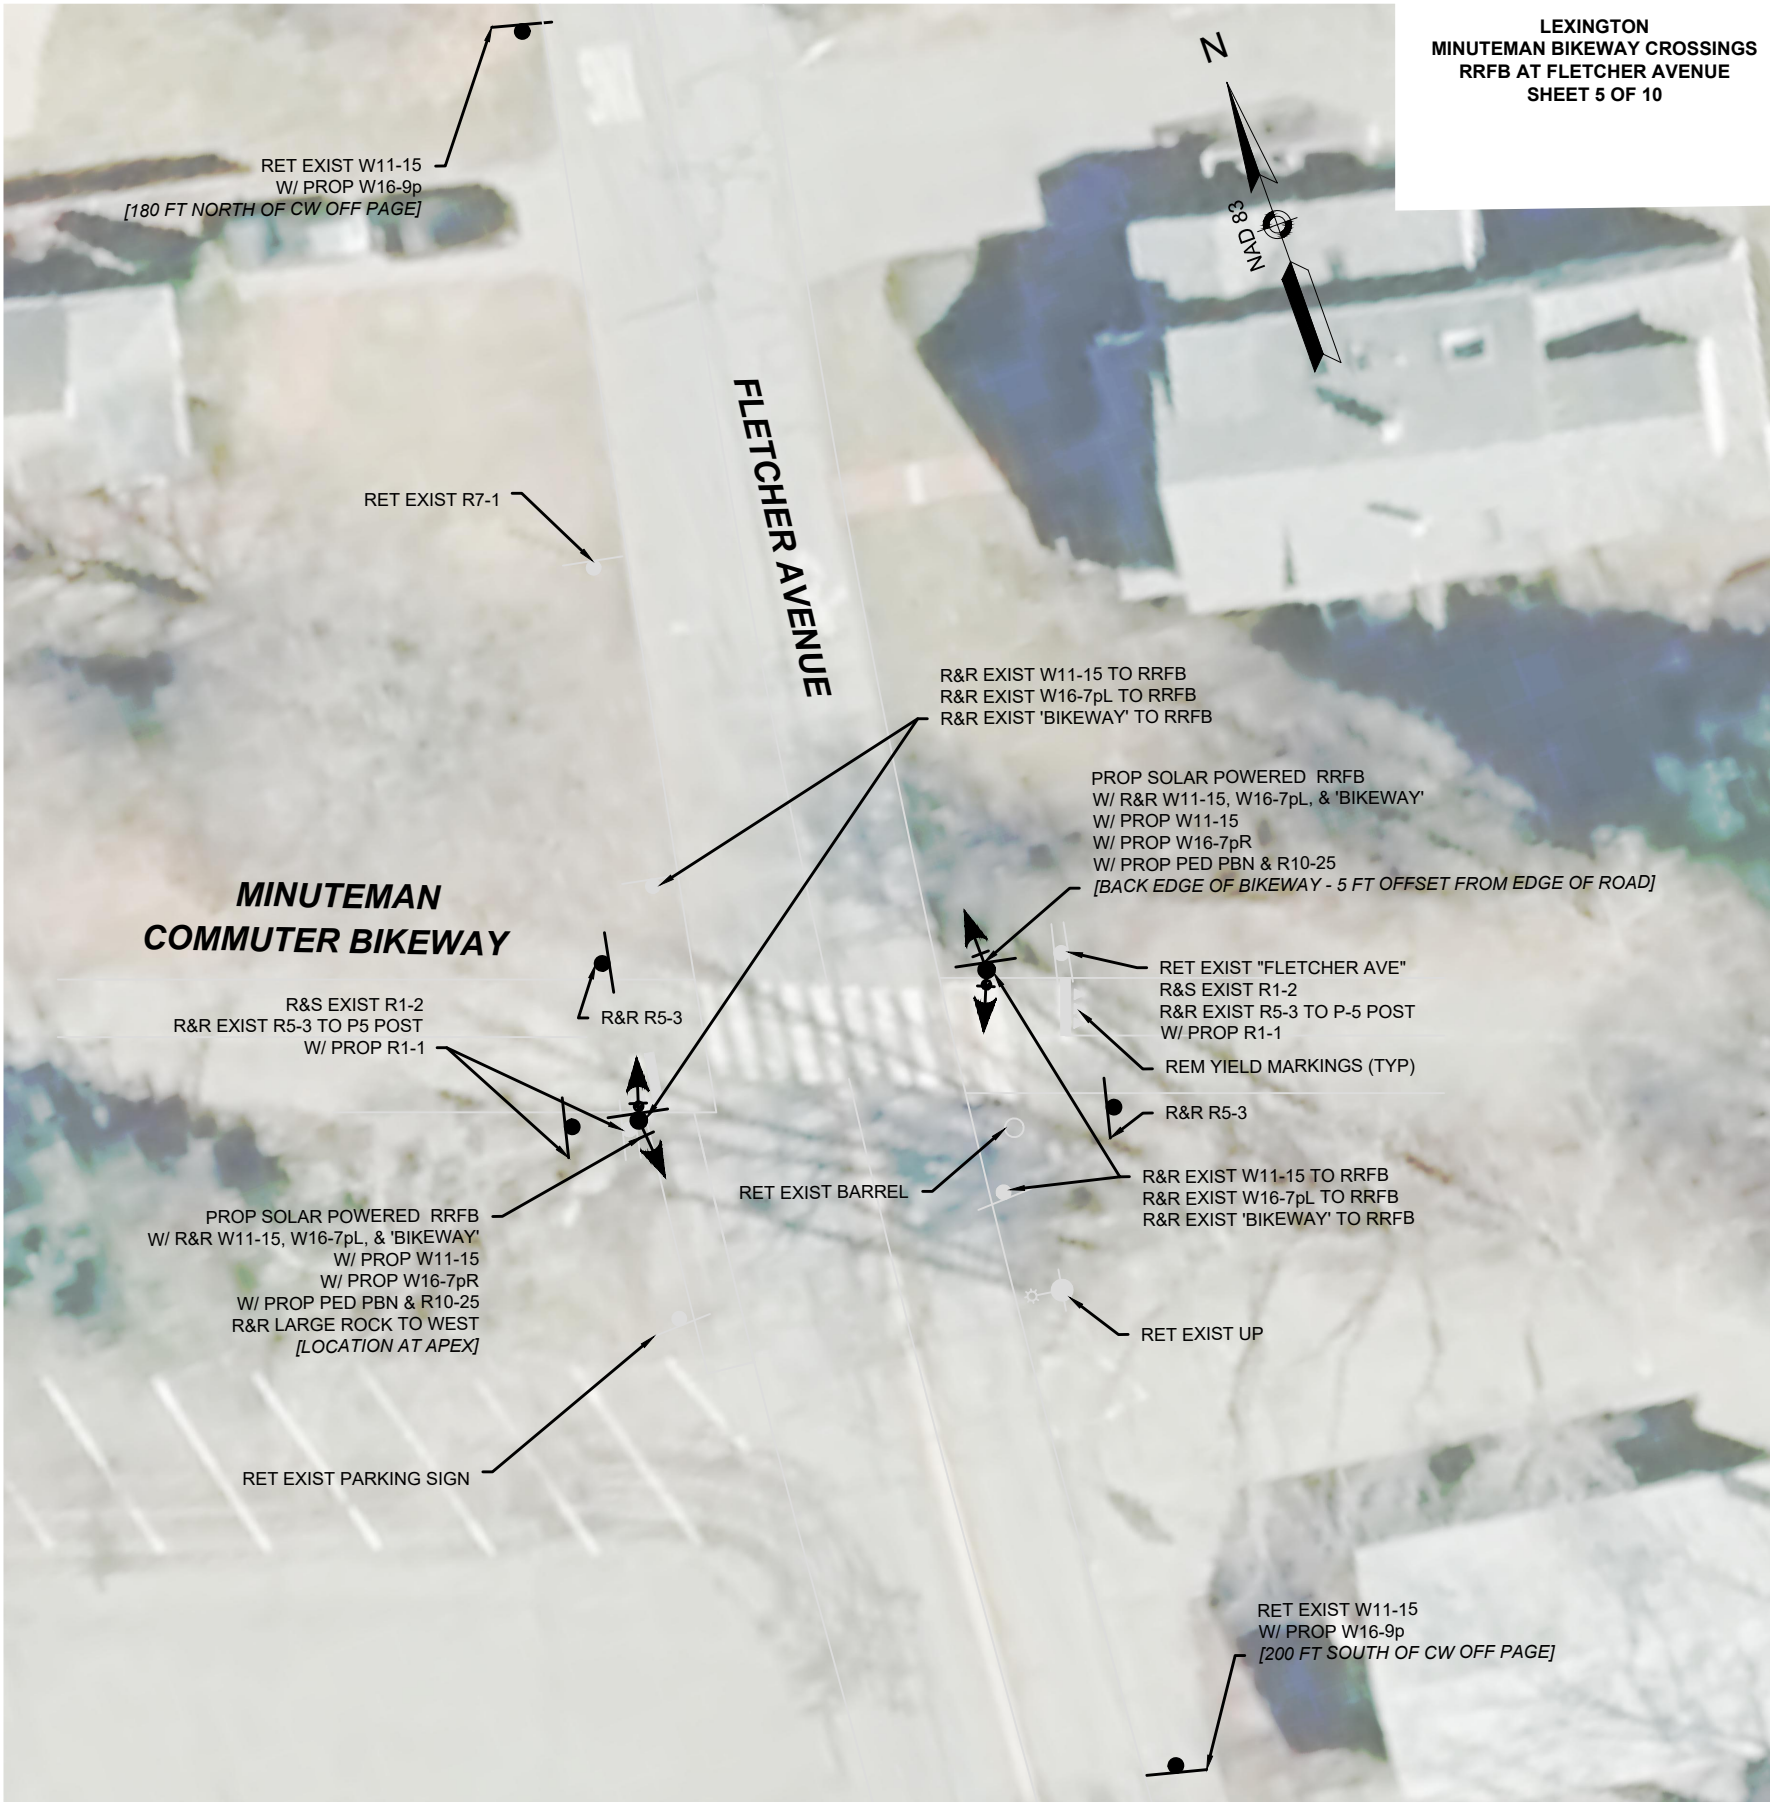 LEXINGTON
MINUTEMAN BIKEWAY CROSSINGS
RRFB AT FLETCHER AVENUE
SHEET 5 OF 10
N
NAD 83
RET EXIST W11-15
W/ PROP W16-9p
[180 FT NORTH OF CW OFF PAGE]
FLETCHER AVENUE
RET EXIST R7-1
R&R EXIST W11-15 TO RRFB
R&R EXIST W16-7pL TO RRFB
R&R EXIST 'BIKEWAY' TO RRFB
PROP SOLAR POWERED RRFB
W/ R&R W11-15, W16-7pL, & 'BIKEWAY'
W/ PROP W11-15
W/ PROP W16-7pR
W/ PROP PED PBN & R10-25
[BACK EDGE OF BIKEWAY - 5 FT OFFSET FROM EDGE OF ROAD]
MINUTEMAN
COMMUTER BIKEWAY
RET EXIST "FLETCHER AVE"
R&S EXIST R1-2
R&R EXIST R5-3 TO P-5 POST
W/ PROP R1-1
R&S EXIST R1-2
R&R EXIST R5-3 TO P5 POST
W/ PROP R1-1
R&R R5-3
REM YIELD MARKINGS (TYP)
R&R R5-3
RET EXIST BARREL
R&R EXIST W11-15 TO RRFB
R&R EXIST W16-7pL TO RRFB
R&R EXIST 'BIKEWAY' TO RRFB
PROP SOLAR POWERED RRFB
W/ R&R W11-15, W16-7pL, & 'BIKEWAY'
W/ PROP W11-15
W/ PROP W16-7pR
W/ PROP PED PBN & R10-25
R&R LARGE ROCK TO WEST
[LOCATION AT APEX]
RET EXIST UP
RET EXIST PARKING SIGN
RET EXIST W11-15
W/ PROP W16-9p
[200 FT SOUTH OF CW OFF PAGE]